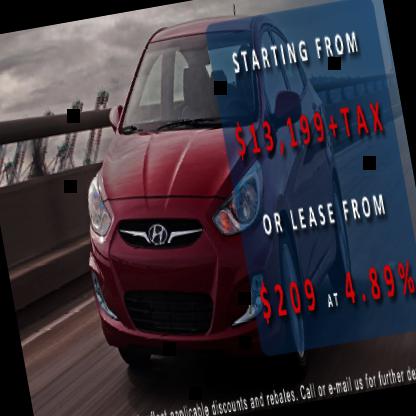 STARTING FROM
$13,199+TAX
OR LEASE FROM
$209 AT 4.89%
applicable discounts and rebates. Call or e-mail us for further